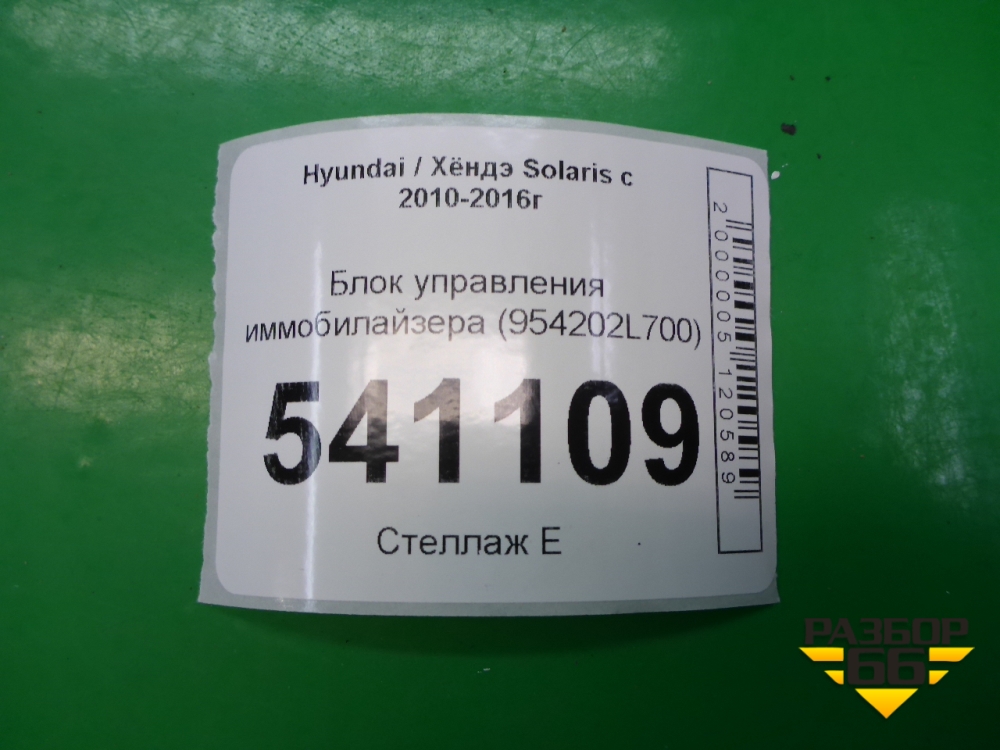 Hyundai / Хёндэ Solaris с
2010-2016г
Блок управления
иммобилайзера (954202L700)
541109
Стеллаж Е
2000005120589
РАЗБОР
66